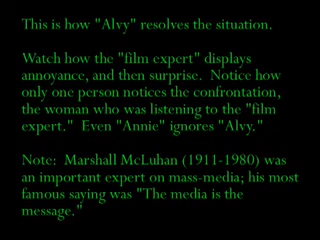 This is how "Alvy" resolves the situation.
Watch how the "film expert" displays
annoyance, and then surprise.  Notice how
only one person notices the confrontation,
the woman who was listening to the "film
expert."  Even "Annie" ignores "Alvy."
Note:  Marshall McLuhan (1911-1980) was
an important expert on mass-media; his most
famous saying was "The media is the
message."